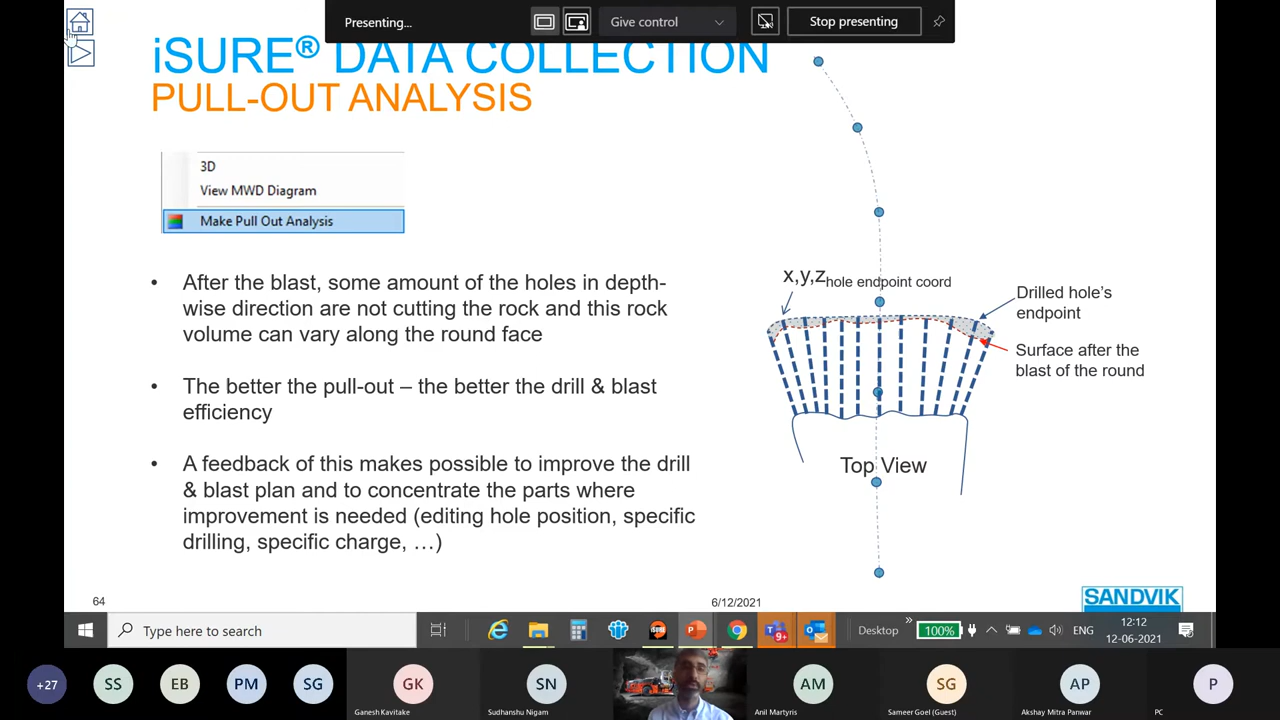 Presenting...
Give control
Stop presenting
iSURE® DATA COLLECTION
PULL-OUT ANALYSIS
3D
View MWD Diagram
Make Pull Out Analysis
• After the blast, some amount of the holes in depth-
wise direction are not cutting the rock and this rock
volume can vary along the round face
• The better the pull-out – the better the drill & blast
efficiency
• A feedback of this makes possible to improve the drill
& blast plan and to concentrate the parts where
improvement is needed (editing hole position, specific
drilling, specific charge, …)
x,y,z hole endpoint coord
Drilled hole's
endpoint
Surface after the
blast of the round
Top View
64
6/12/2021
SANDVIK
Type here to search
iSURE
9+
Desktop
100%
ENG
12:12
12-06-2021
+27
SS
EB
PM
SG
GK
Ganesh Kavitake
SN
Sudhanshu Nigam
AM
Anil Martyris
SG
Sameer Goel (Guest)
AP
Akshay Mitra Panwar
P
PC